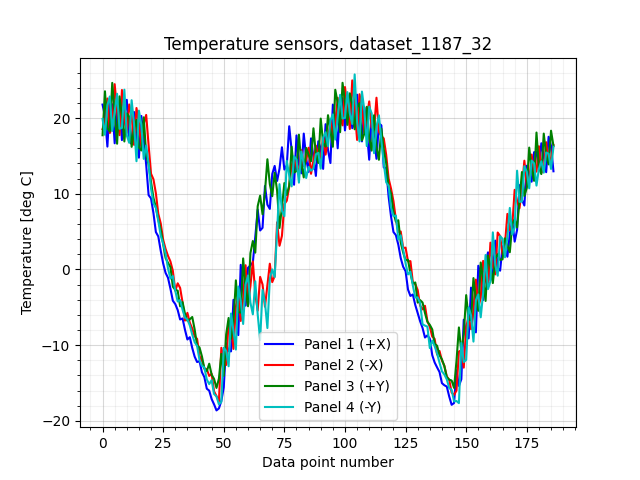 Temperature sensors, dataset_1187_32
Temperature [deg C]
20
10
0
−10
−20
Panel 1 (+X)
Panel 2 (-X)
Panel 3 (+Y)
Panel 4 (-Y)
0 25 50 75 100 125 150 175
Data point number